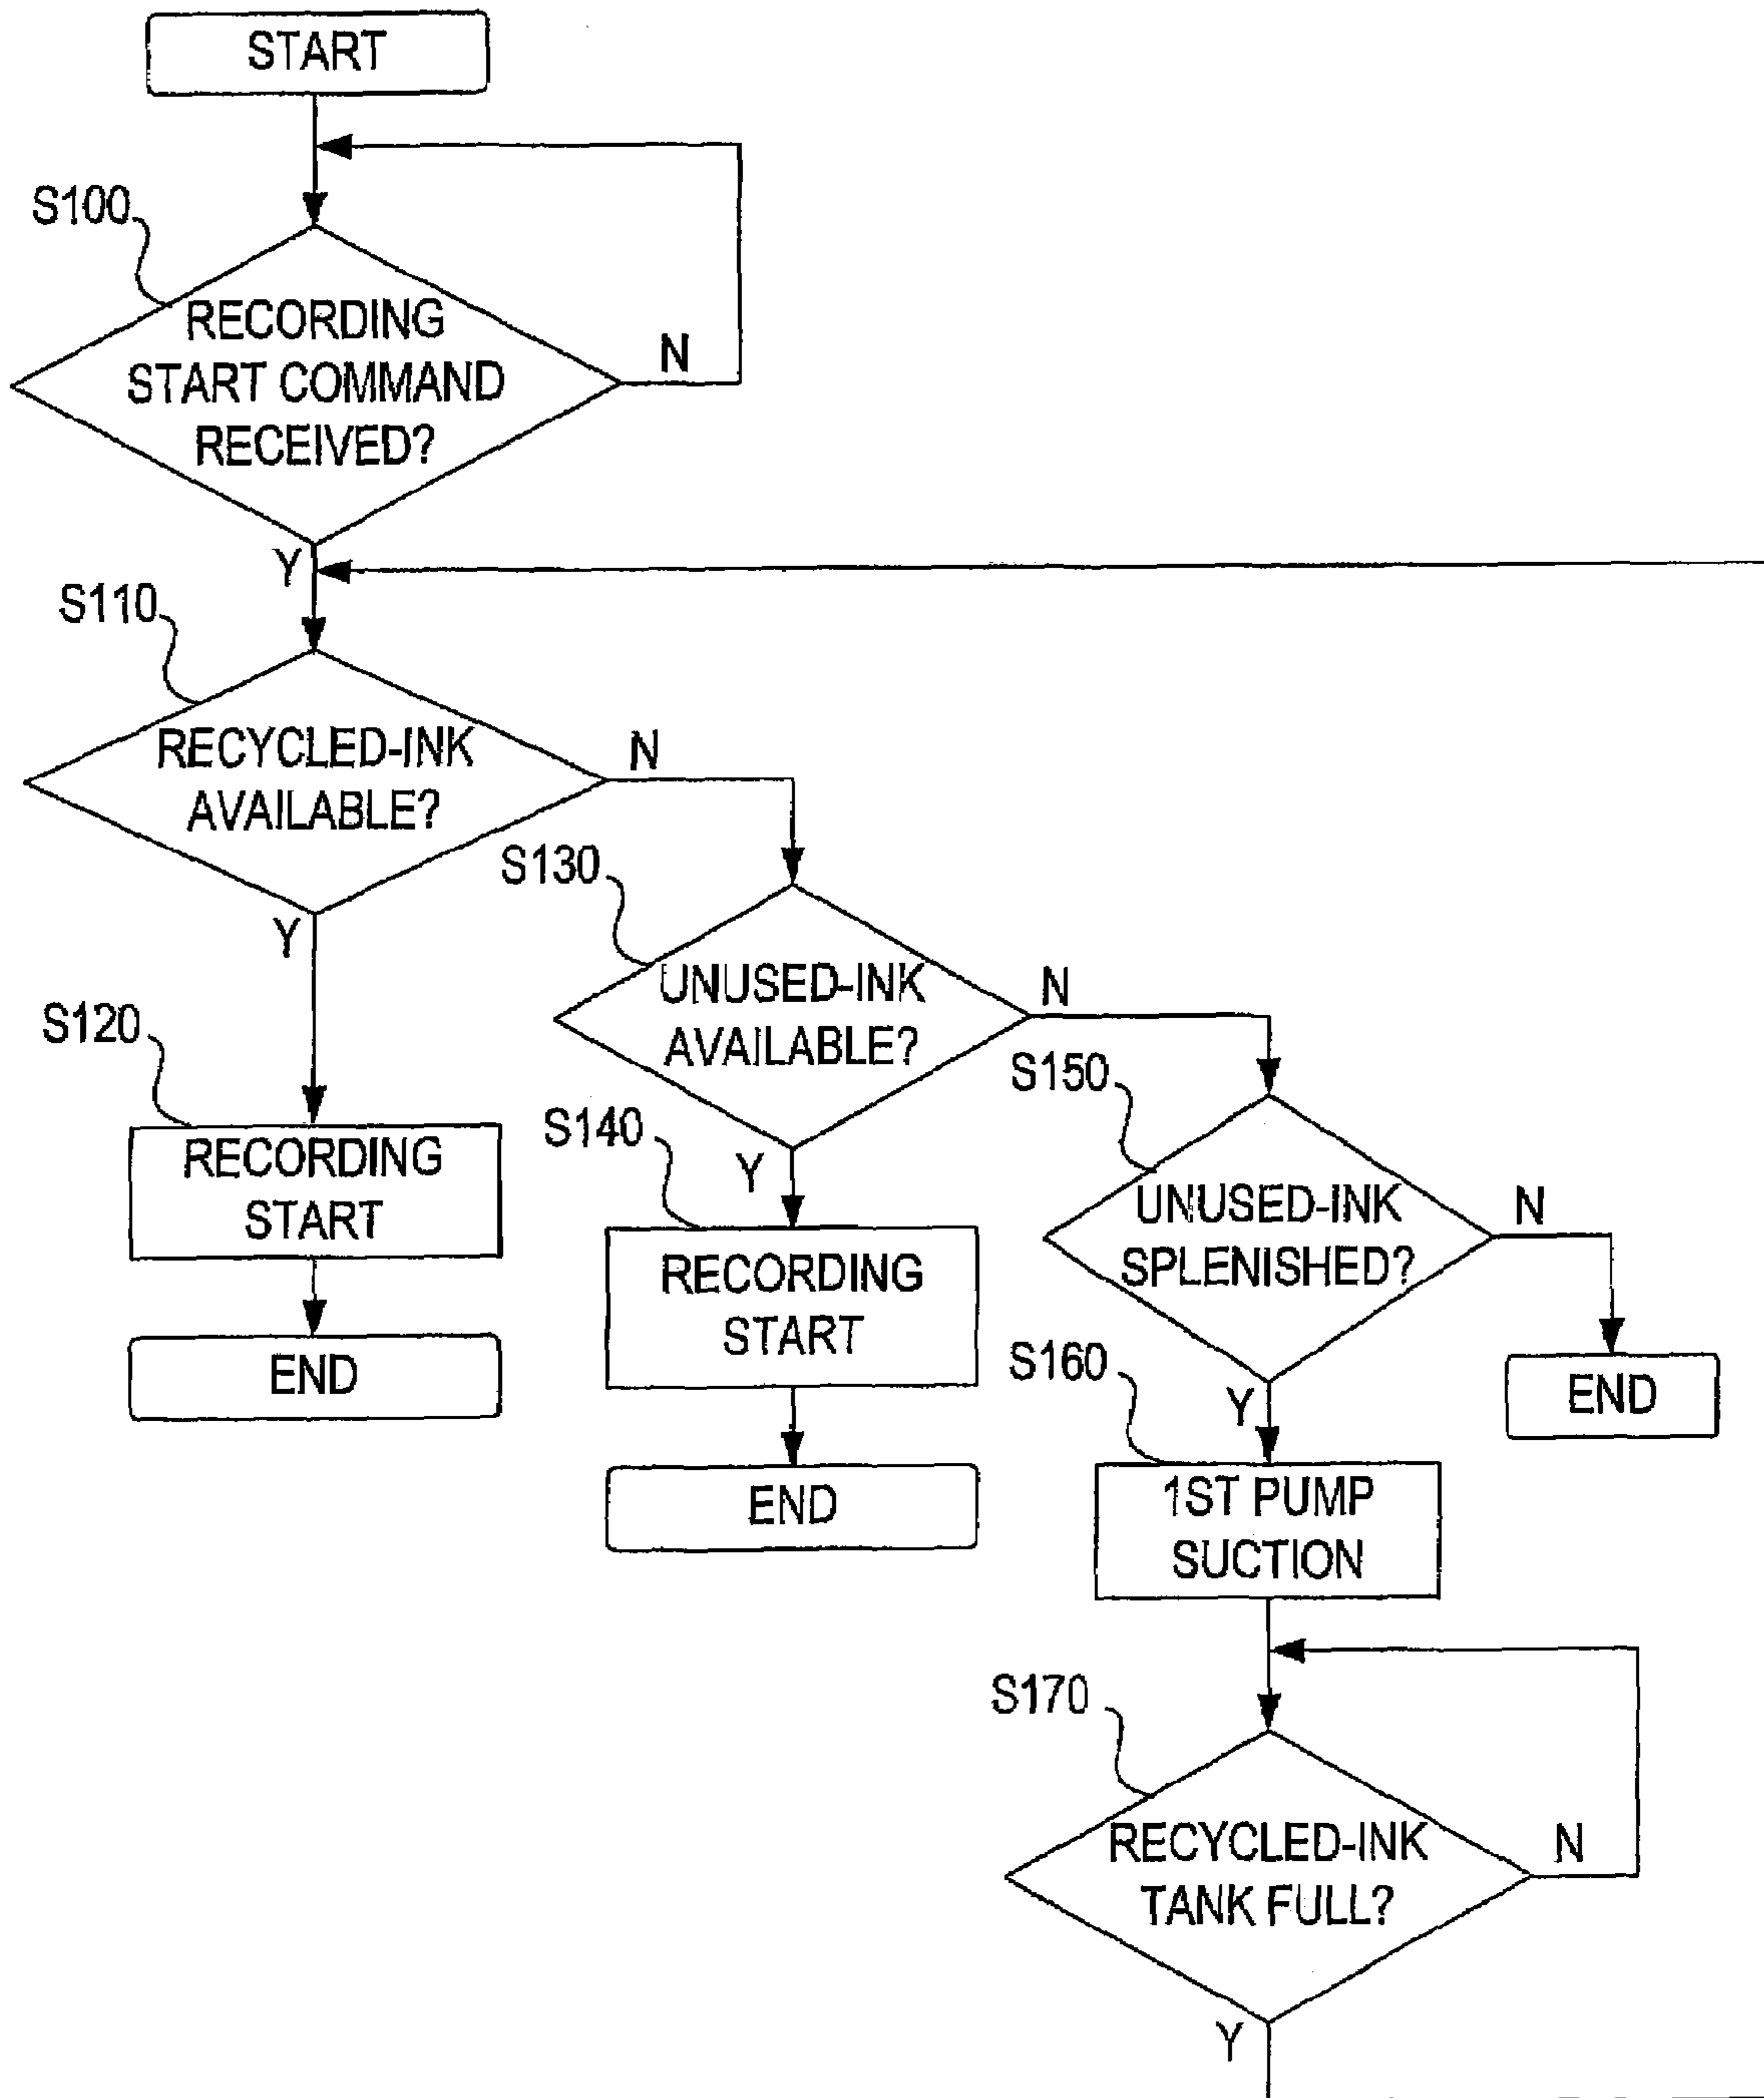 START
S100
RECORDING
START COMMAND
RECEIVED?
N
Y
S110
RECYCLED-INK
AVAILABLE?
N
Y
S120
RECORDING
START
END
S130
UNUSED-INK
AVAILABLE?
N
Y
S140
RECORDING
START
END
S150
UNUSED-INK
SPLENISHED?
N
END
Y
S160
1ST PUMP
SUCTION
S170
RECYCLED-INK
TANK FULL?
N
Y